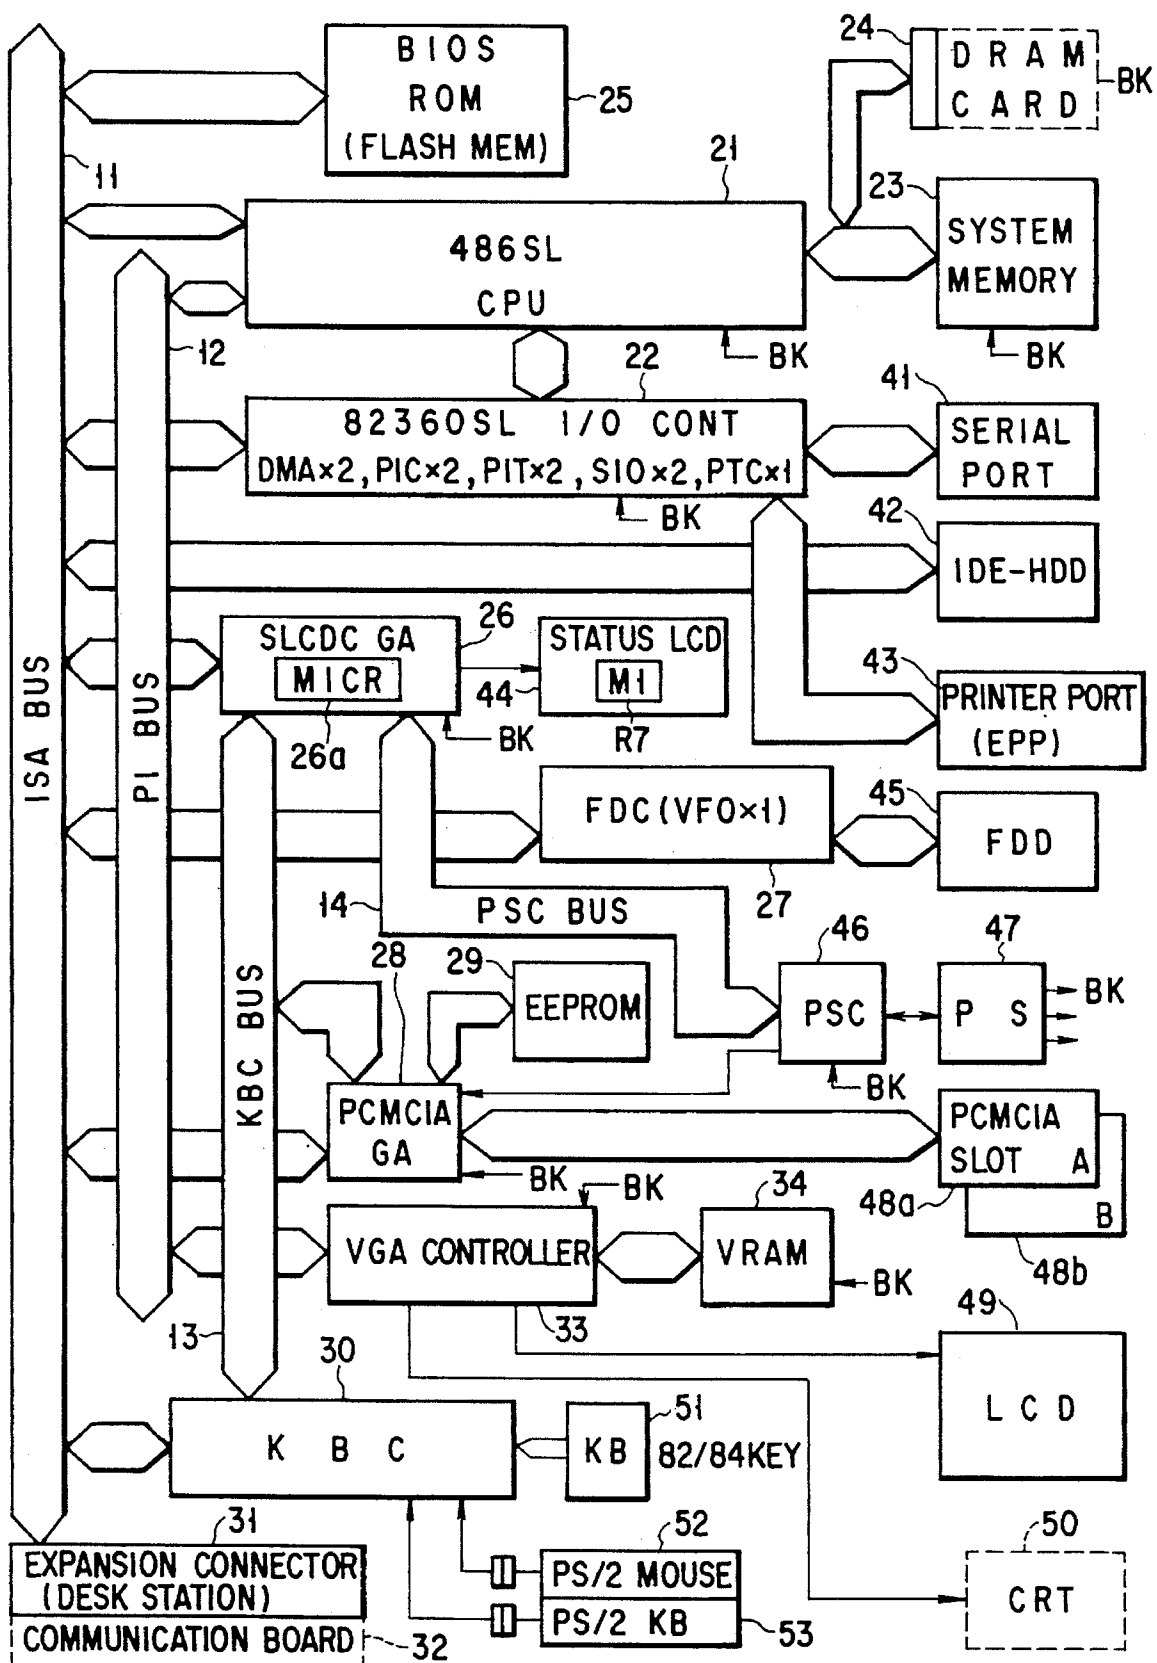 24
DRAM
CARD
BK
BIOS
ROM
(FLASH MEM)
25
11
21
23
486SL
CPU
SYSTEM
MEMORY
12
BK
BK
22
41
82360SL I/O CONT
DMA×2, PIC×2, PIT×2, SIO×2, PTC×1
BK
SERIAL
PORT
42
IDE-HDD
26
SLCDC GA
MICR
26a
BK
STATUS LCD
M1
44
R7
43
PRINTER PORT
(EPP)
ISA BUS
PI BUS
FDC (VFO×1)
27
45
FDD
14
PSC BUS
KBC BUS
28
29
EEPROM
46
PSC
BK
47
P S
BK
PCMCIA
GA
BK
PCMCIA
SLOT A
B
48a
48b
BK
VGA CONTROLLER
33
34
VRAM
BK
49
LCD
13
30
KBC
51
KB
82/84KEY
31
EXPANSION CONNECTOR
(DESK STATION)
COMMUNICATION BOARD
32
52
PS/2 MOUSE
PS/2 KB
53
50
CRT